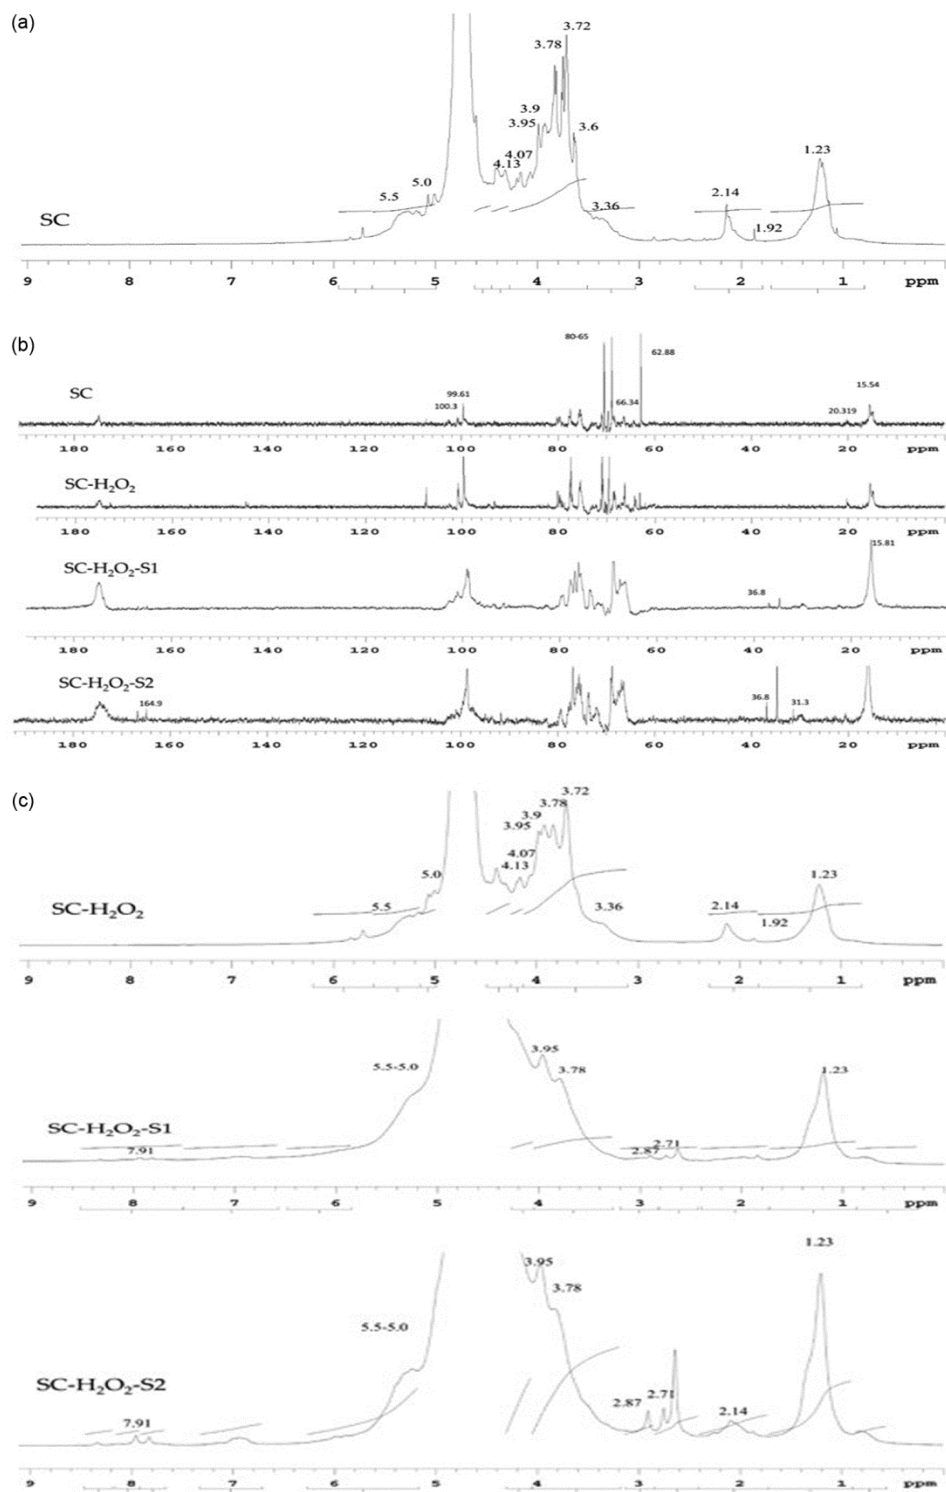 (a)
3.72
3.78
3.9
3.95
3.6
4.07
4.13
1.23
5.0
5.5
2.14
3.36
1.92
SC
9 8 7 6 5 4 3 2 1 ppm
(b)
80-65
62.88
SC
99.61
100.3
66.34
15.54
20.319
180 160 140 120 100 80 60 40 20 ppm
SC-H₂O₂
180 160 140 120 100 80 60 40 20 ppm
15.81
SC-H₂O₂-S1
36.8
180 160 140 120 100 80 60 40 20 ppm
SC-H₂O₂-S2
164.9
36.8
31.3
180 160 140 120 100 80 60 40 20 ppm
(c)
3.72
3.78
3.9
3.95
4.07
4.13
5.0
1.23
SC-H₂O₂
5.5
3.36
2.14
1.92
9 8 7 6 5 4 3 2 1 ppm
3.95
5.5-5.0
3.78
1.23
SC-H₂O₂-S1
7.91
2.87
2.71
9 8 7 6 5 4 3 2 1 ppm
1.23
3.95
3.78
5.5-5.0
SC-H₂O₂-S2
2.87
2.71
2.14
7.91
9 8 7 6 5 4 3 2 1 ppm